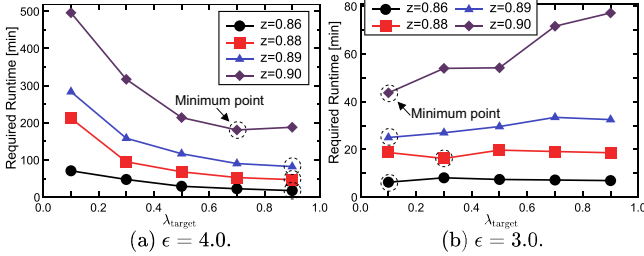 500
400
300
200
100
0
Required Runtime [min]
z=0.86
z=0.88
z=0.89
z=0.90
Minimum point
0.0 0.2 0.4 0.6 0.8 1.0
λtarget
(a) ϵ = 4.0.
80
60
40
20
0
Required Runtime [min]
z=0.86 z=0.89
z=0.88 z=0.90
Minimum point
0.0 0.2 0.4 0.6 0.8 1.0
λtarget
(b) ϵ = 3.0.